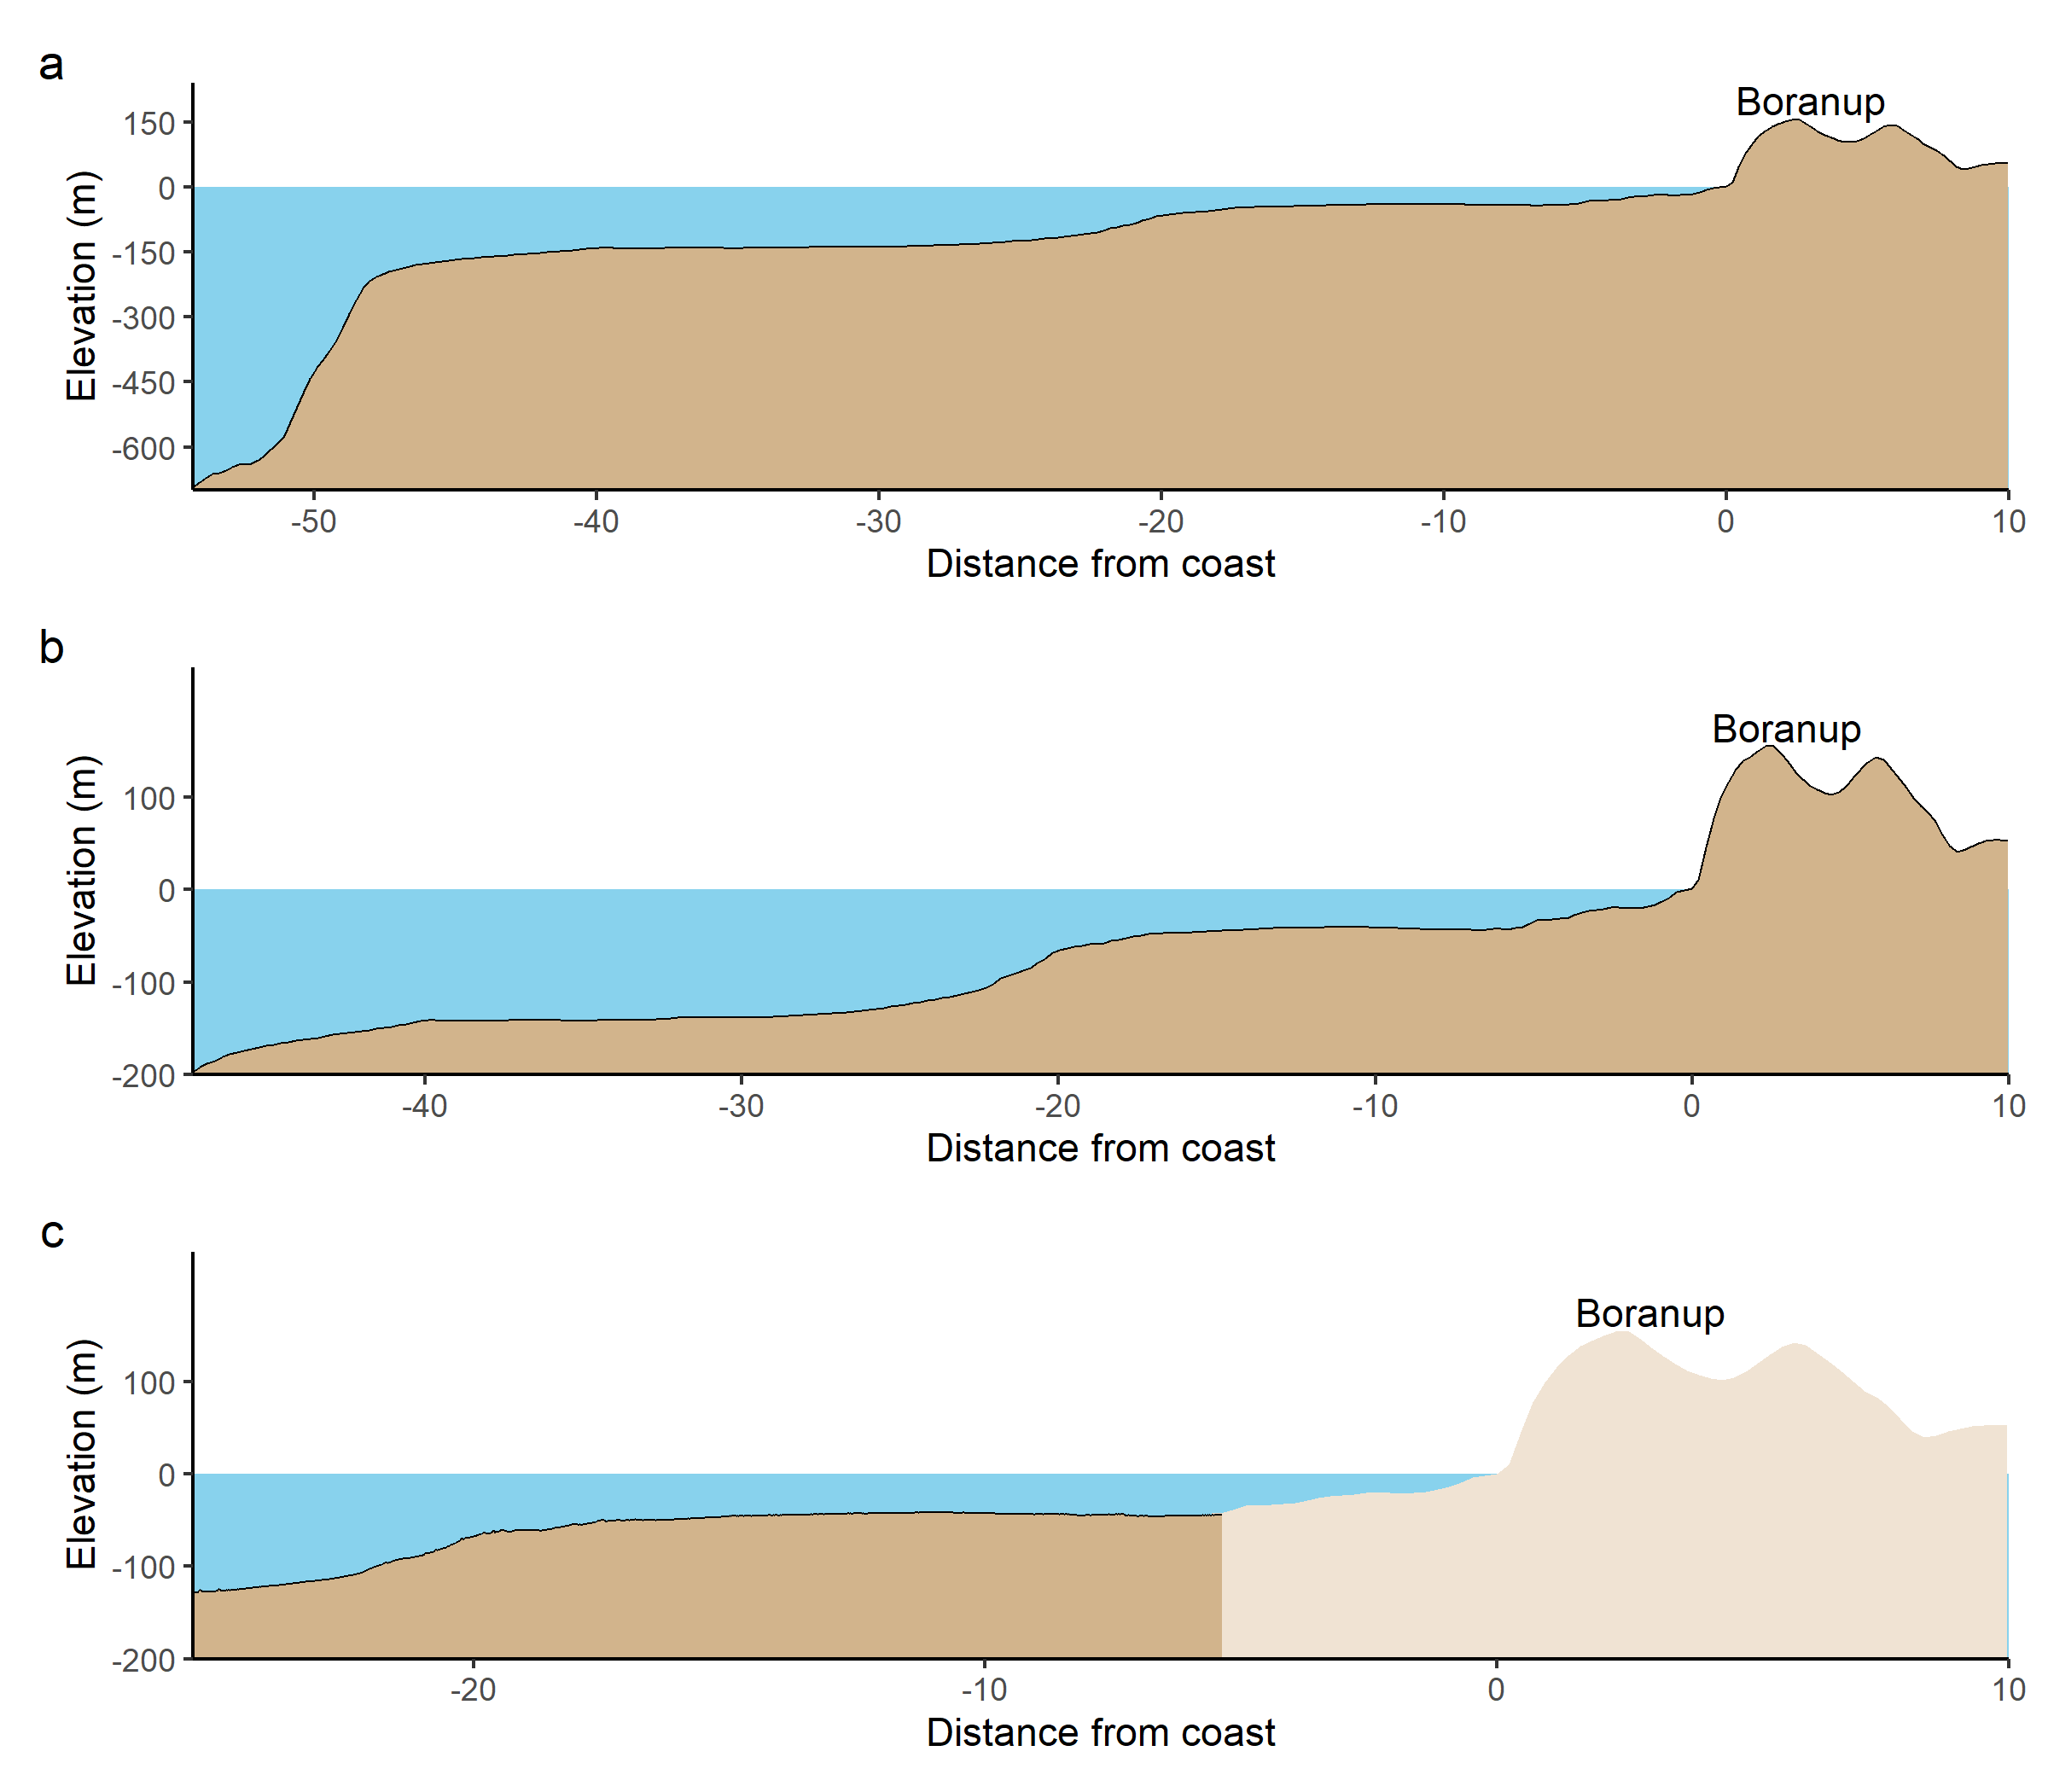 a
Boranup
150
0
-150
-300
-450
-600
Elevation (m)
-50 -40 -30 -20 -10 0 10
Distance from coast
b
Boranup
100
0
-100
-200
Elevation (m)
-40 -30 -20 -10 0 10
Distance from coast
c
Boranup
100
0
-100
-200
Elevation (m)
-20 -10 0 10
Distance from coast